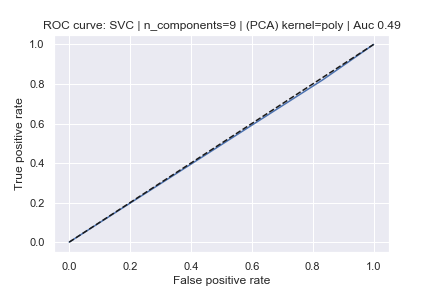 ROC curve: SVC | n_components=9 | (PCA) kernel=poly | Auc 0.49
1.0
0.8
0.6
0.4
0.2
0.0
True positive rate
0.0 0.2 0.4 0.6 0.8 1.0
False positive rate